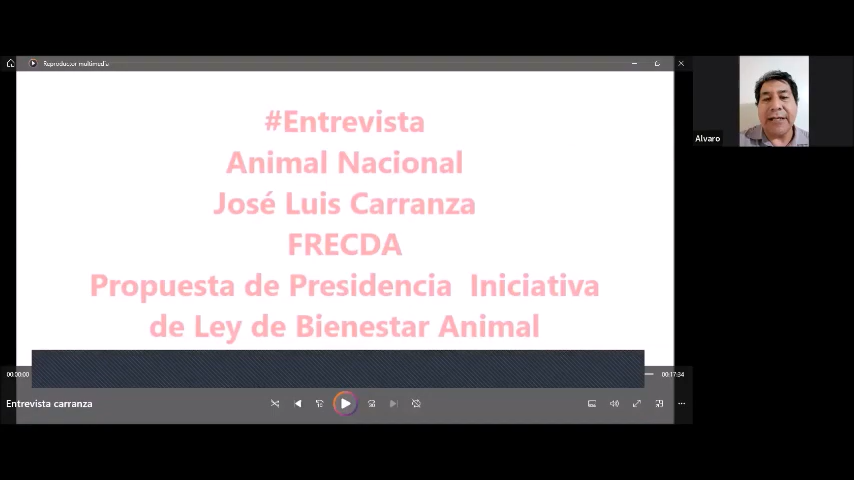 Reproductor multimedia
#Entrevista
Animal Nacional
José Luis Carranza
FRECDA
Propuesta de Presidencia Iniciativa
de Ley de Bienestar Animal
Alvaro
00:00:00
00:17:34
Entrevista carranza